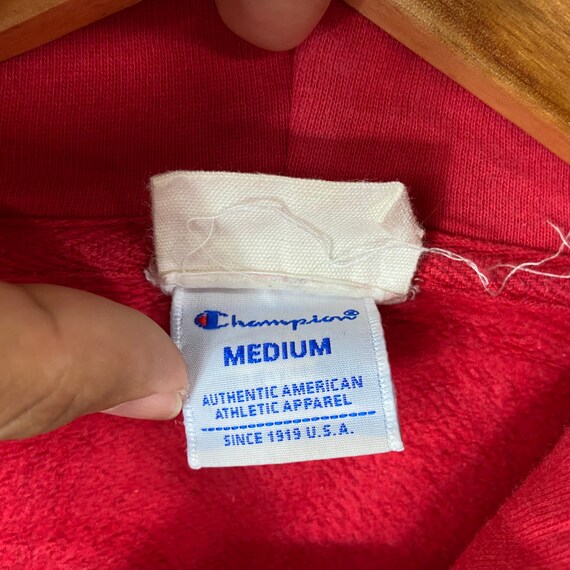 Champion®
MEDIUM
AUTHENTIC AMERICAN
ATHLETIC APPAREL
SINCE 1919 U.S.A.